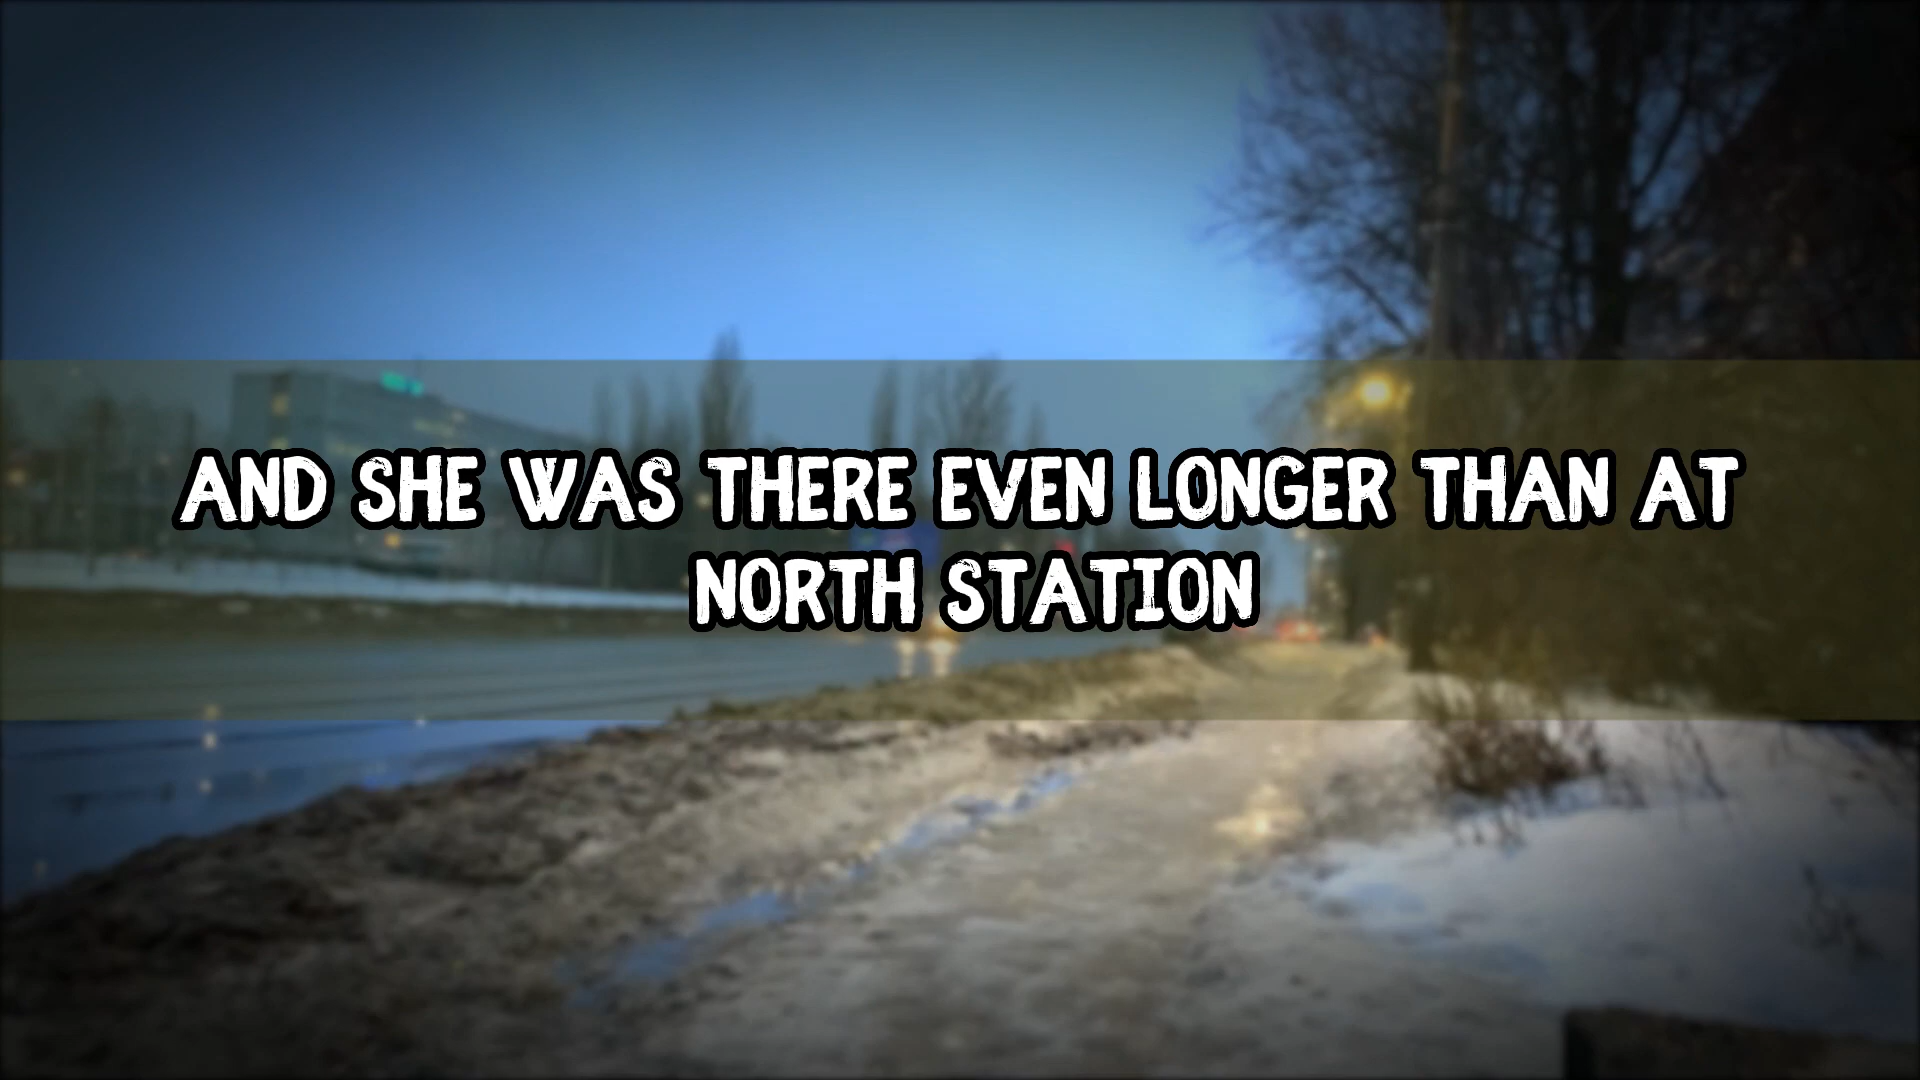 AND SHE WAS THERE EVEN LONGER THAN AT
NORTH STATION